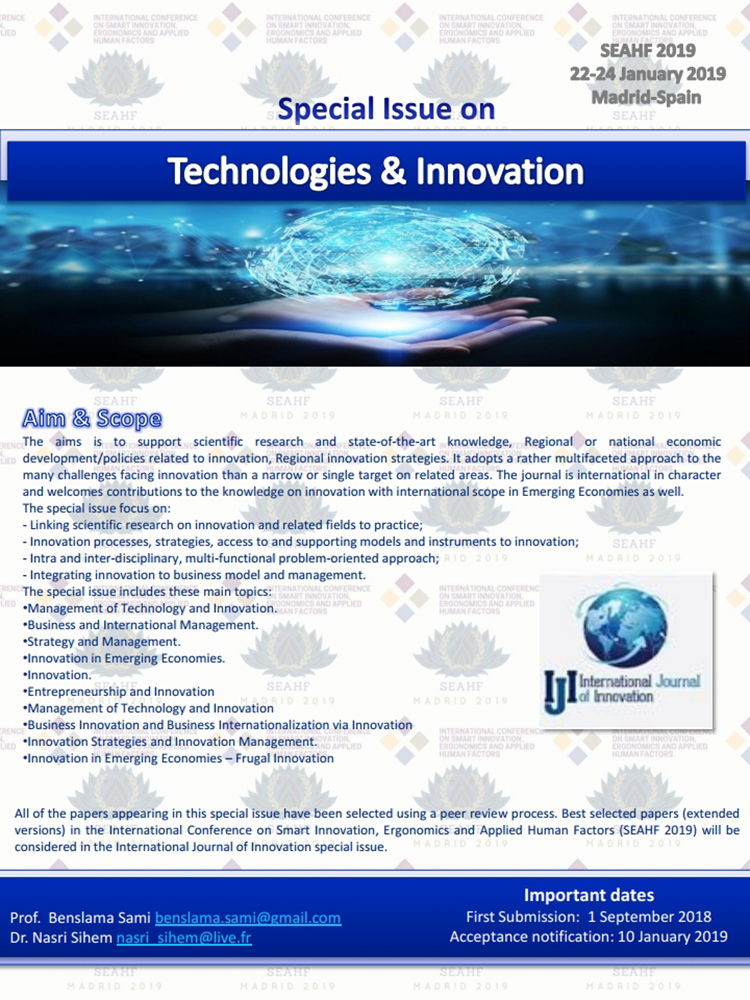 SEAHF 2019
22-24 January 2019
Madrid-Spain
Special Issue on
Technologies & Innovation
Aim & Scope
The aims is to support scientific research and state-of-the-art knowledge, Regional or national economic
development/policies related to innovation, Regional innovation strategies. It adopts a rather multifaceted approach to the
many challenges facing innovation than a narrow or single target on related areas. The journal is international in character
and welcomes contributions to the knowledge on innovation with international scope in Emerging Economies as well.
The special issue focus on:
- Linking scientific research on innovation and related fields to practice;
- Innovation processes, strategies, access to and supporting models and instruments to innovation;
- Intra and inter-disciplinary, multi-functional problem-oriented approach;
- Integrating innovation to business model and management.
The special issue includes these main topics:
•Management of Technology and Innovation.
•Business and International Management.
•Strategy and Management.
•Innovation in Emerging Economies.
•Innovation.
•Entrepreneurship and Innovation
•Management of Technology and Innovation
•Business Innovation and Business Internationalization via Innovation
•Innovation Strategies and Innovation Management.
•Innovation in Emerging Economies – Frugal Innovation
IJI International Journal
of Innovation
All of the papers appearing in this special issue have been selected using a peer review process. Best selected papers (extended
versions) in the International Conference on Smart Innovation, Ergonomics and Applied Human Factors (SEAHF 2019) will be
considered in the International Journal of Innovation special issue.
Prof. Benslama Sami benslama.sami@gmail.com
Dr. Nasri Sihem nasri_sihem@live.fr
Important dates
First Submission: 1 September 2018
Acceptance notification: 10 January 2019